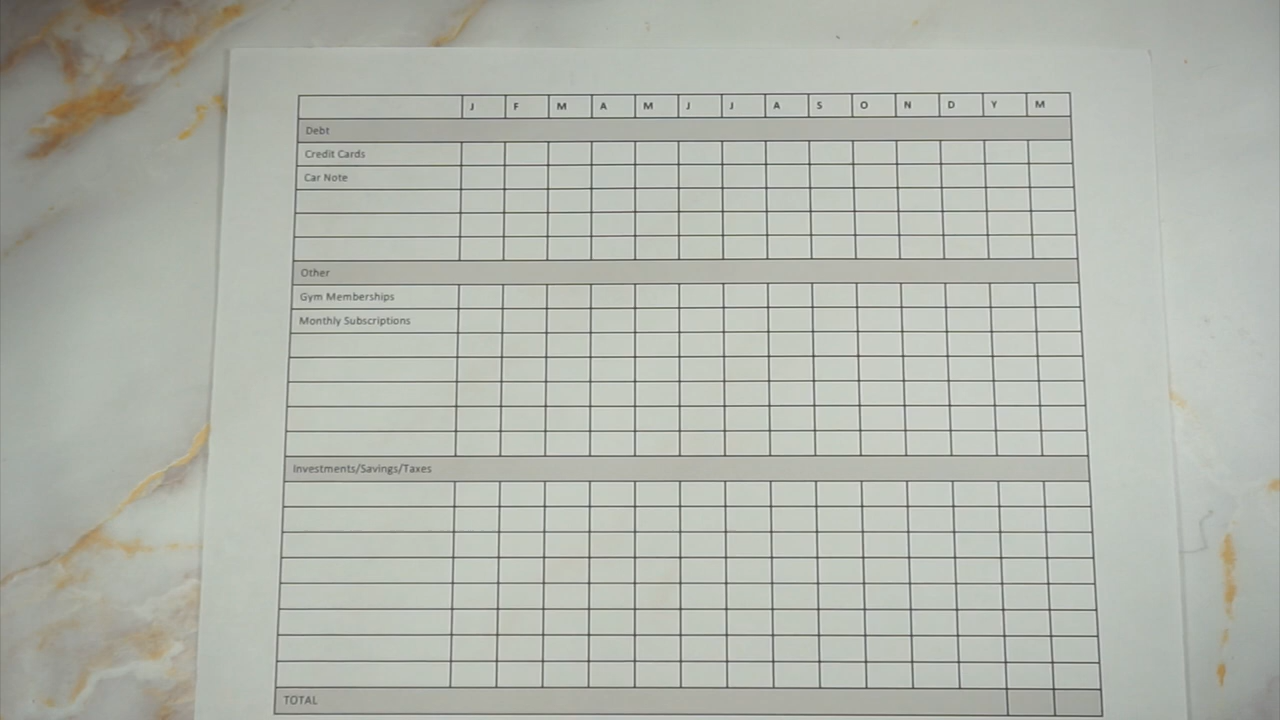 J F M A M J J A S O N D Y M
Debt
Credit Cards
Car Note
Other
Gym Memberships
Monthly Subscriptions
Investments/Savings/Taxes
TOTAL